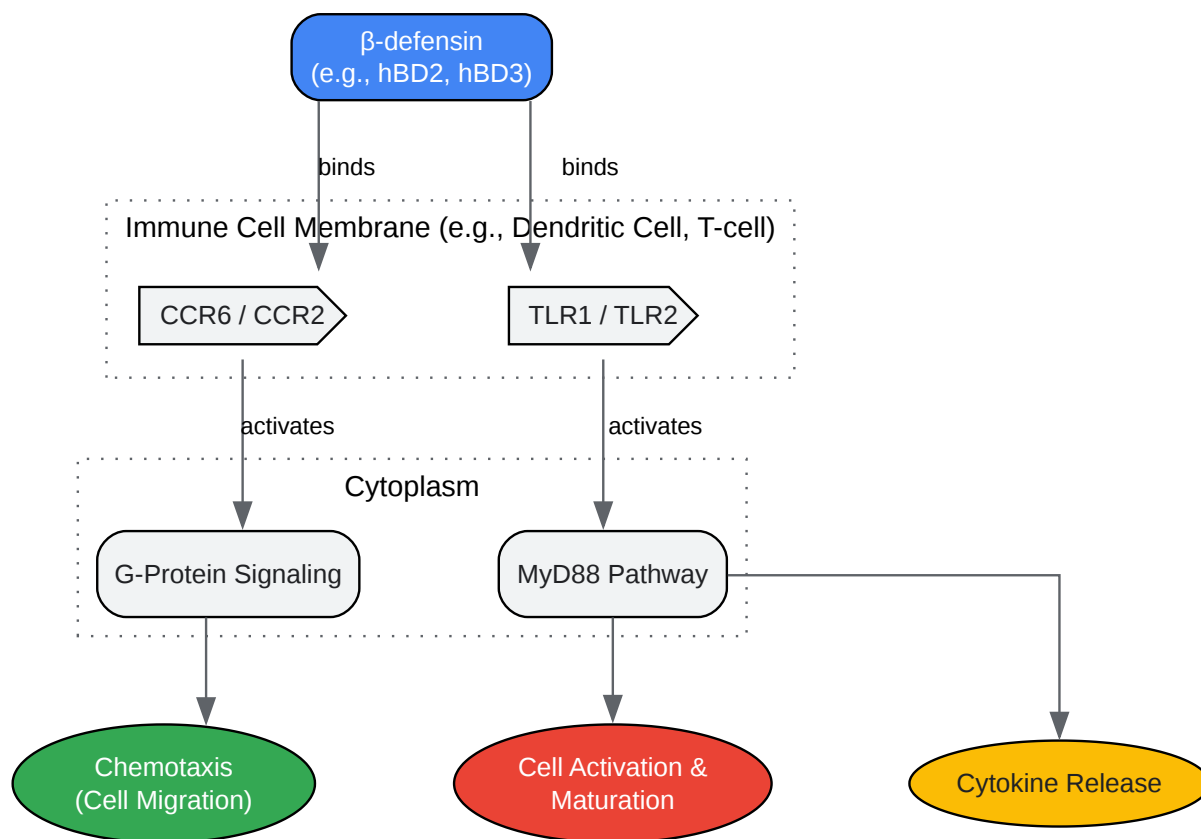 β-defensin
(e.g., hBD2, hBD3)
binds
binds
Immune Cell Membrane (e.g., Dendritic Cell, T-cell)
CCR6 / CCR2
TLR1 / TLR2
activates
activates
Cytoplasm
G-Protein Signaling
MyD88 Pathway
Chemotaxis
(Cell Migration)
Cell Activation &
Maturation
Cytokine Release